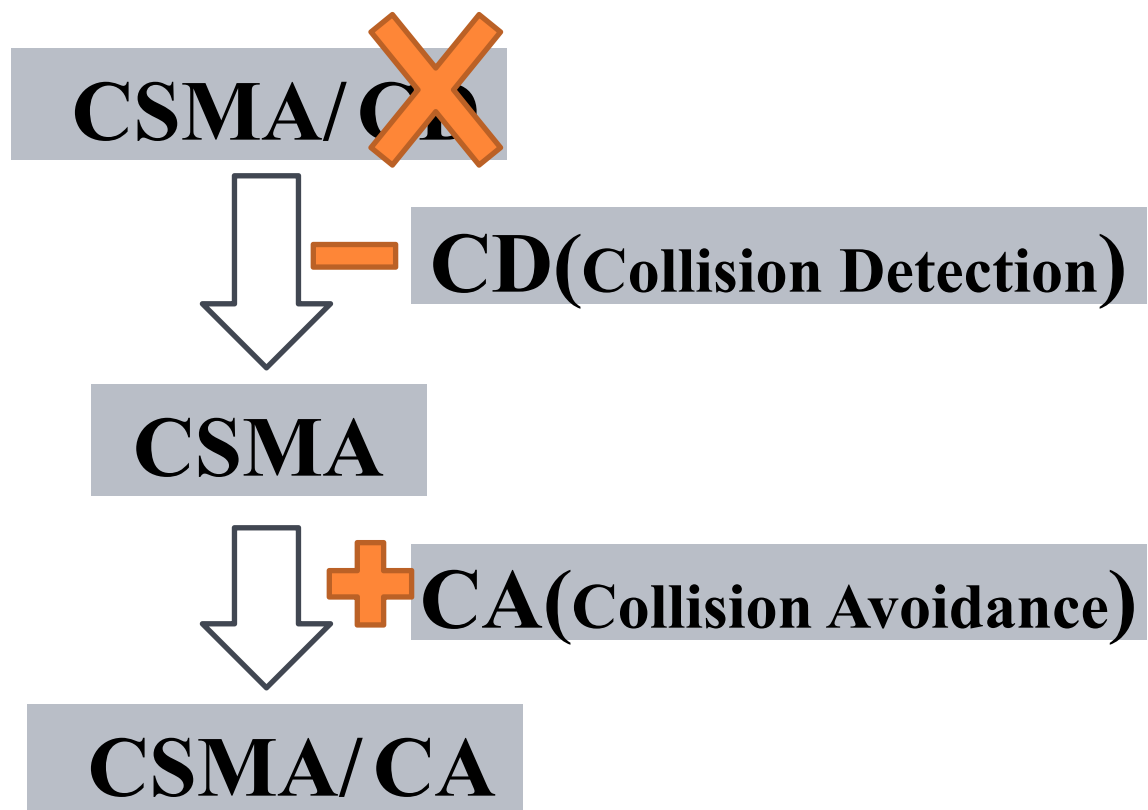 CSMA/ CD
CD(Collision Detection)
CSMA
CA(Collision Avoidance)
CSMA/ CA